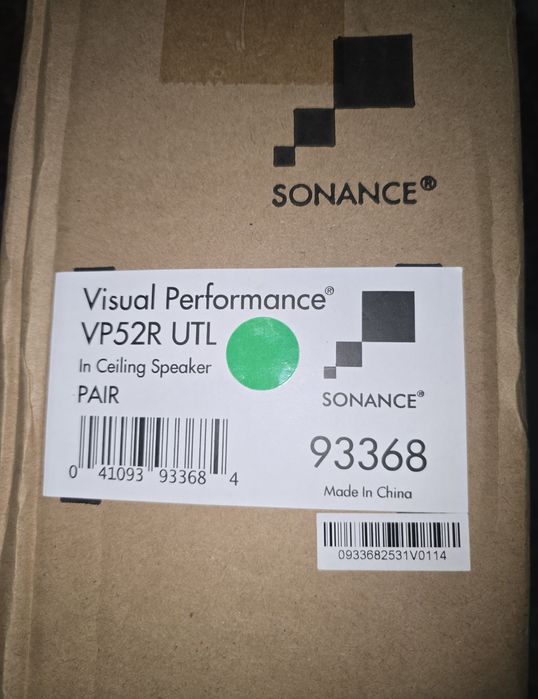 SONANCE®
Visual Performance®
VP52R UTL
In Ceiling Speaker
PAIR
SONANCE®
0 41093 93368 4
93368
Made In China
0933682531V0114